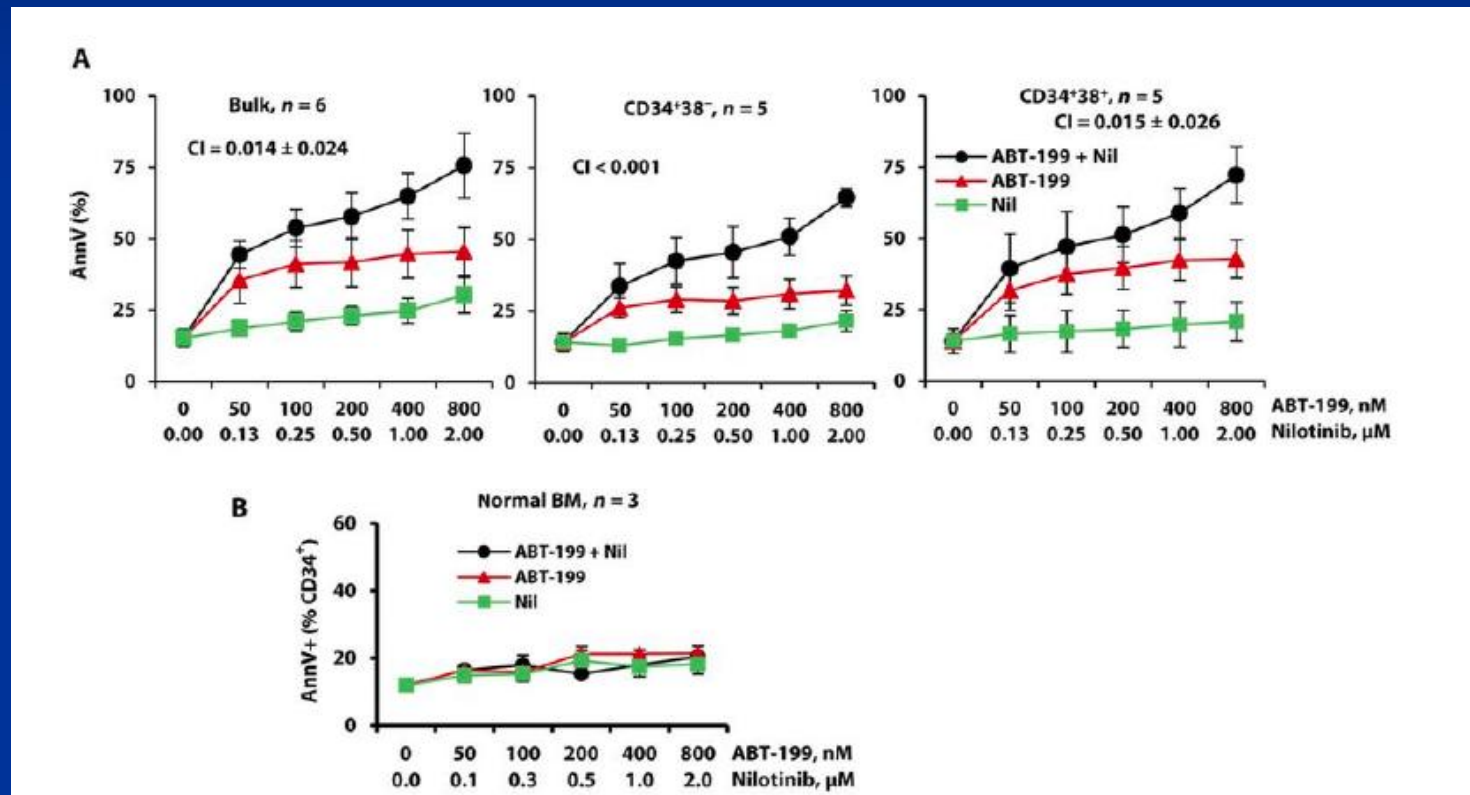 A
Bulk, n = 6
CI = 0.014 ± 0.024
AnnV (%)
100
75
50
25
0
0 50 100 200 400 800
0.00 0.13 0.25 0.50 1.00 2.00
CD34⁺38⁻, n = 5
CI < 0.001
100
75
50
25
0
0 50 100 200 400 800
0.00 0.13 0.25 0.50 1.00 2.00
CD34⁺38⁺, n = 5
CI = 0.015 ± 0.026
ABT-199 + Nil
ABT-199
Nil
100
75
50
25
0
0 50 100 200 400 800 ABT-199, nM
0.00 0.13 0.25 0.50 1.00 2.00 Nilotinib, µM
B
Normal BM, n = 3
ABT-199 + Nil
ABT-199
Nil
AnnV+ (% CD34⁺)
60
40
20
0
0 50 100 200 400 800 ABT-199, nM
0.0 0.1 0.3 0.5 1.0 2.0 Nilotinib, µM